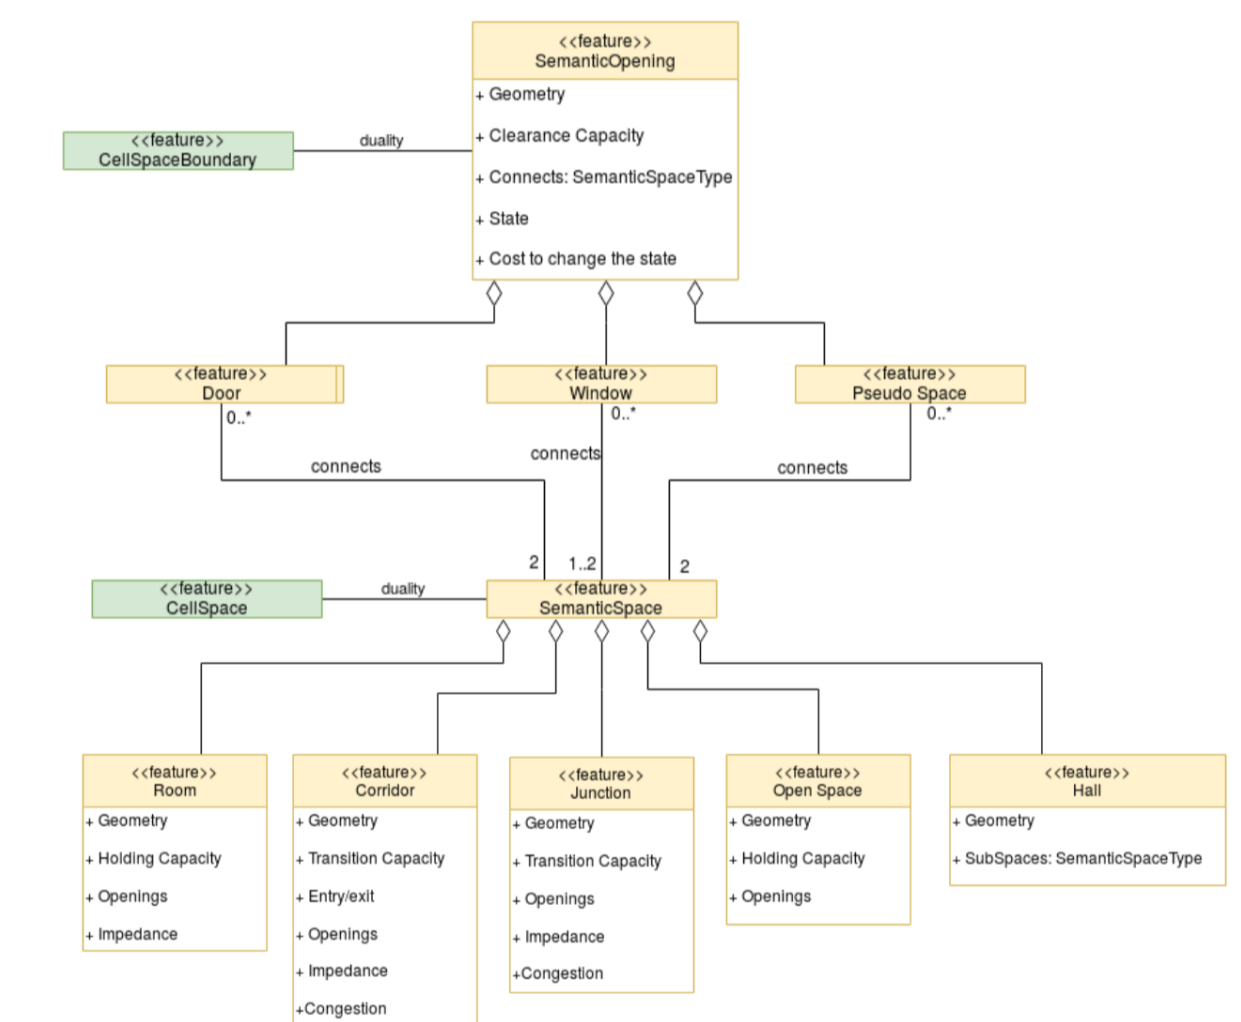 <<feature>>
SemanticOpening
+ Geometry
+ Clearance Capacity
+ Connects: SemanticSpaceType
+ State
+ Cost to change the state
<<feature>>
CellSpaceBoundary
duality
<<feature>>
Door
0..*
<<feature>>
Window
0..*
<<feature>>
Pseudo Space
0..*
connects
connects
connects
2
1..2
2
<<feature>>
CellSpace
duality
<<feature>>
SemanticSpace
<<feature>>
Room
+ Geometry
+ Holding Capacity
+ Openings
+ Impedance
<<feature>>
Corridor
+ Geometry
+ Transition Capacity
+ Entry/exit
+ Openings
+ Impedance
+Congestion
<<feature>>
Junction
+ Geometry
+ Transition Capacity
+ Openings
+ Impedance
+Congestion
<<feature>>
Open Space
+ Geometry
+ Holding Capacity
+ Openings
<<feature>>
Hall
+ Geometry
+ SubSpaces: SemanticSpaceType